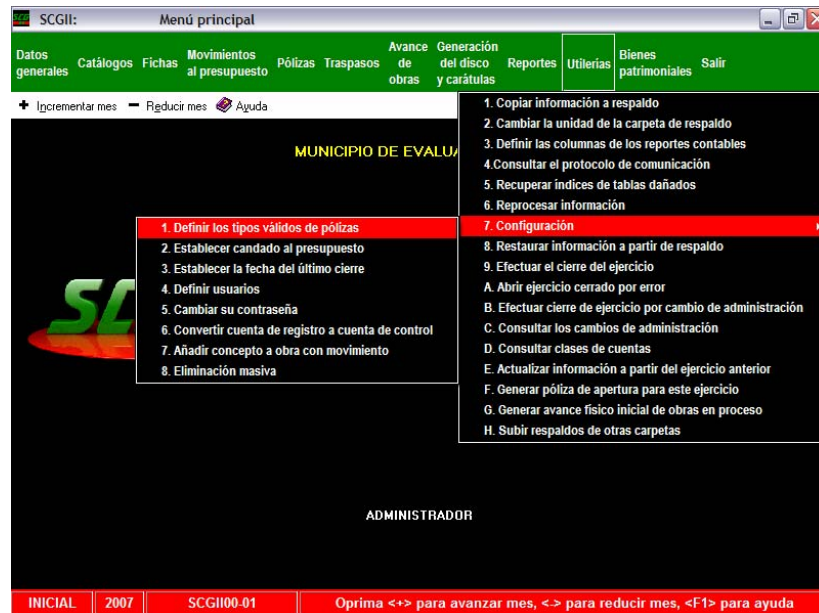 SCGII: Menú principal
Datos generales Catálogos Fichas Movimientos al presupuesto Pólizas Traspasos Avance de obras Generación del disco y carátulas Reportes Utilerias Bienes patrimoniales Salir
Incrementar mes Reducir mes Ayuda
MUNICIPIO DE EVALUA
1. Copiar información a respaldo
2. Cambiar la unidad de la carpeta de respaldo
3. Definir las columnas de los reportes contables
4.Consultar el protocolo de comunicación
5. Recuperar índices de tablas dañados
6. Reprocesar información
7. Configuración
8. Restaurar información a partir de respaldo
9. Efectuar el cierre del ejercicio
A. Abrir ejercicio cerrado por error
B. Efectuar cierre de ejercicio por cambio de administración
C. Consultar los cambios de administración
D. Consultar clases de cuentas
E. Actualizar información a partir del ejercicio anterior
F. Generar póliza de apertura para este ejercicio
G. Generar avance físico inicial de obras en proceso
H. Subir respaldos de otras carpetas
1. Definir los tipos válidos de pólizas
2. Establecer candado al presupuesto
3. Establecer la fecha del último cierre
4. Definir usuarios
5. Cambiar su contraseña
6. Convertir cuenta de registro a cuenta de control
7. Añadir concepto a obra con movimiento
8. Eliminación masiva
ADMINISTRADOR
INICIAL 2007 SCGII00-01 Oprima <+> para avanzar mes, <-> para reducir mes, <F1> para ayuda